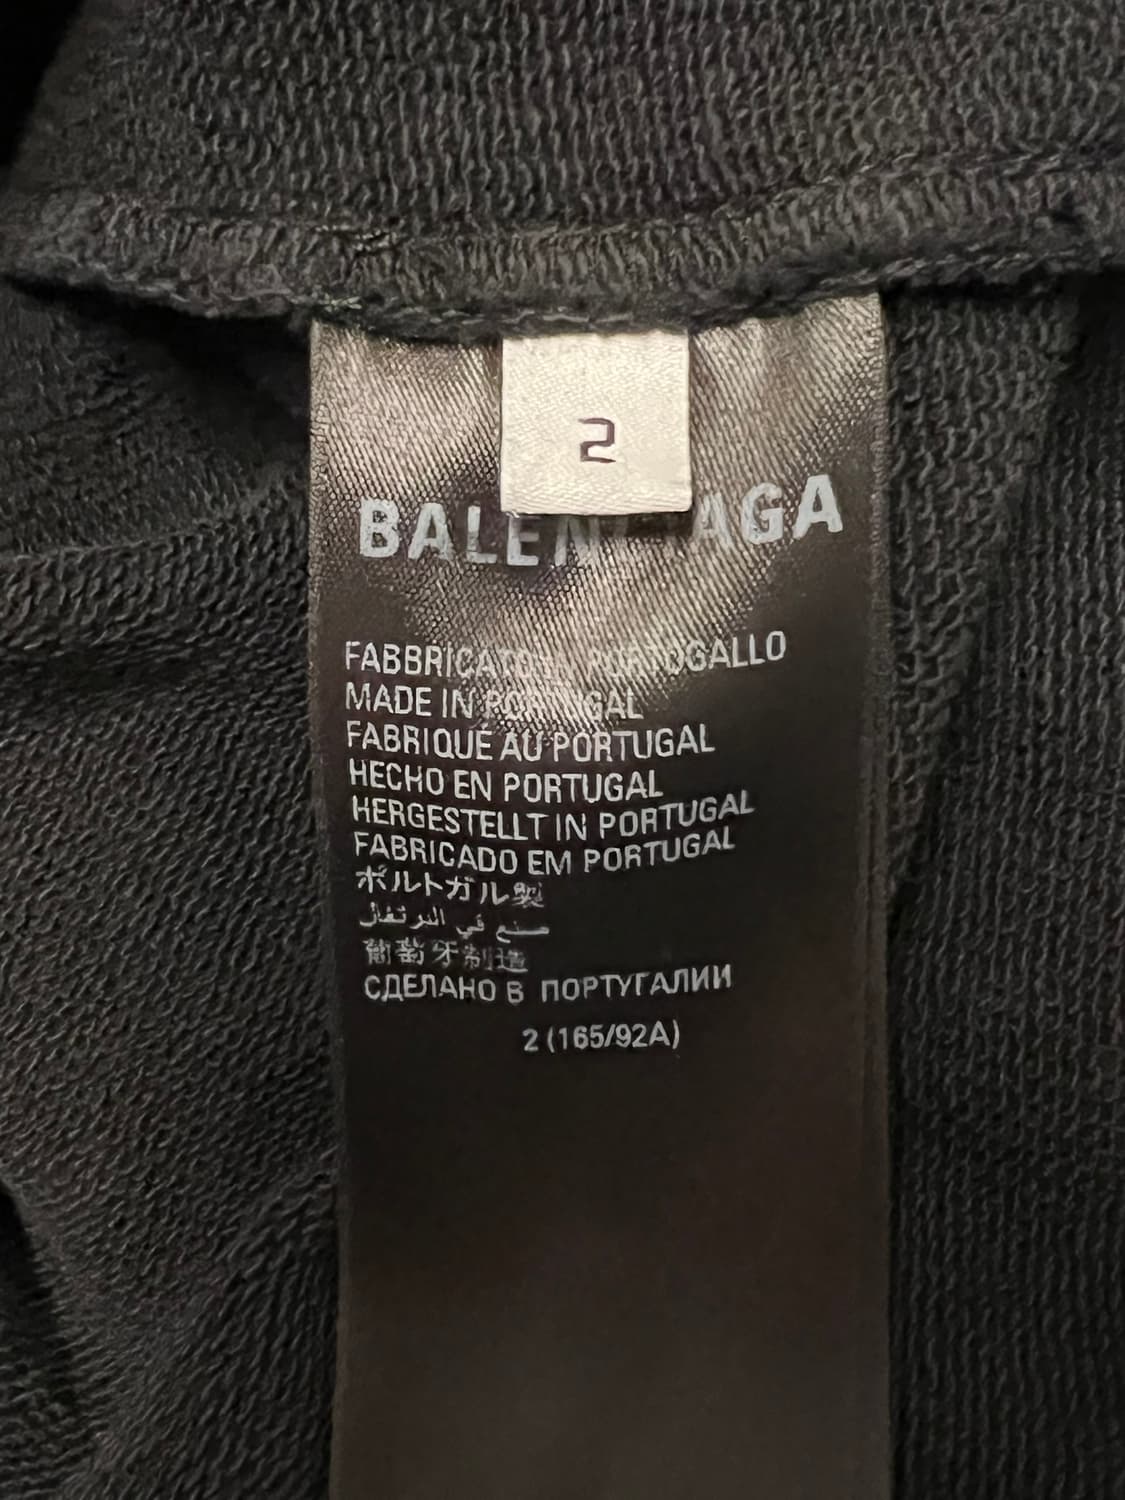 2
BALENCIAGA
FABBRICATO IN PORTOGALLO
MADE IN PORTUGAL
FABRIQUÉ AU PORTUGAL
HECHO EN PORTUGAL
HERGESTELLT IN PORTUGAL
FABRICADO EM PORTUGAL
ポルトガル製
صنع في البرتغال
葡萄牙制造
СДЕЛАНО В ПОРТУГАЛИИ
2 (165/92A)